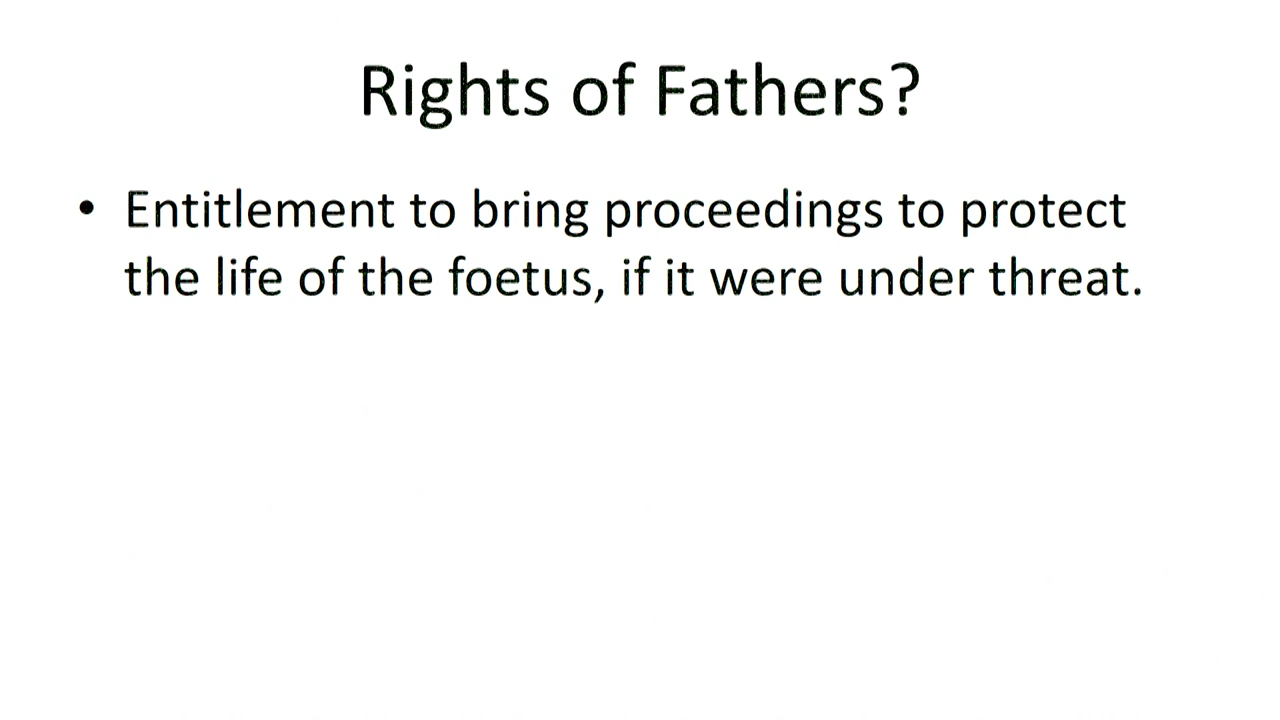 Rights of Fathers?
• Entitlement to bring proceedings to protect
the life of the foetus, if it were under threat.